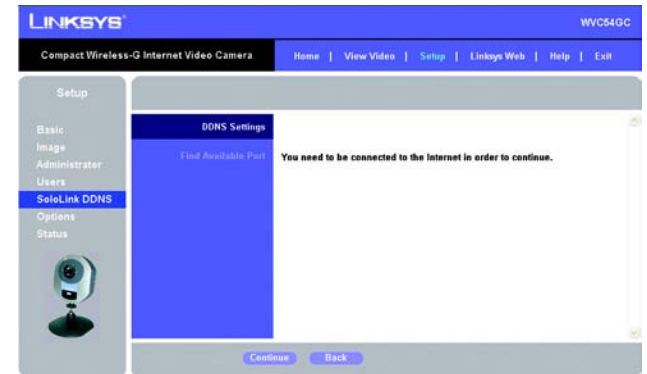 LINKSYS
WVC54GC
Compact Wireless-G Internet Video Camera
Home | View Video | Setup | Linksys Web | Help | Exit
Setup
Basic
Image
Administrator
Users
SoloLink DDNS
Options
Status
DDNS Settings
Find Available Port
You need to be connected to the Internet in order to continue.
Continue
Back